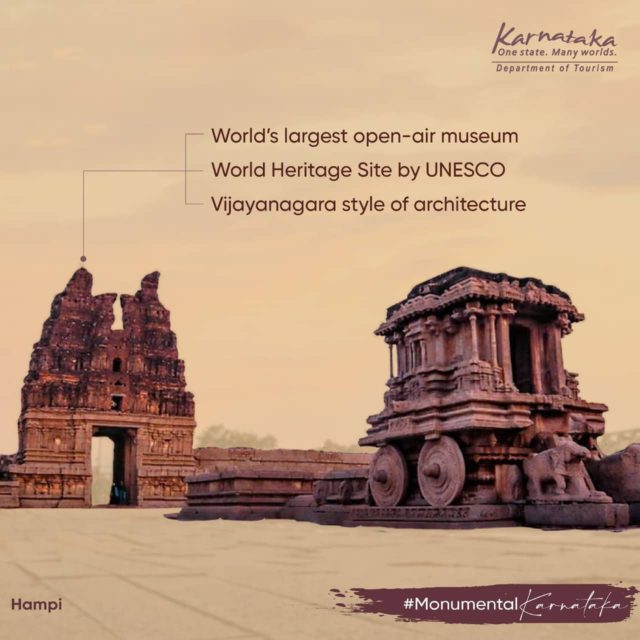 Karnataka
One state. Many worlds.
Department of Tourism
World's largest open-air museum
World Heritage Site by UNESCO
Vijayanagara style of architecture
Hampi
#MonumentalKarnataka